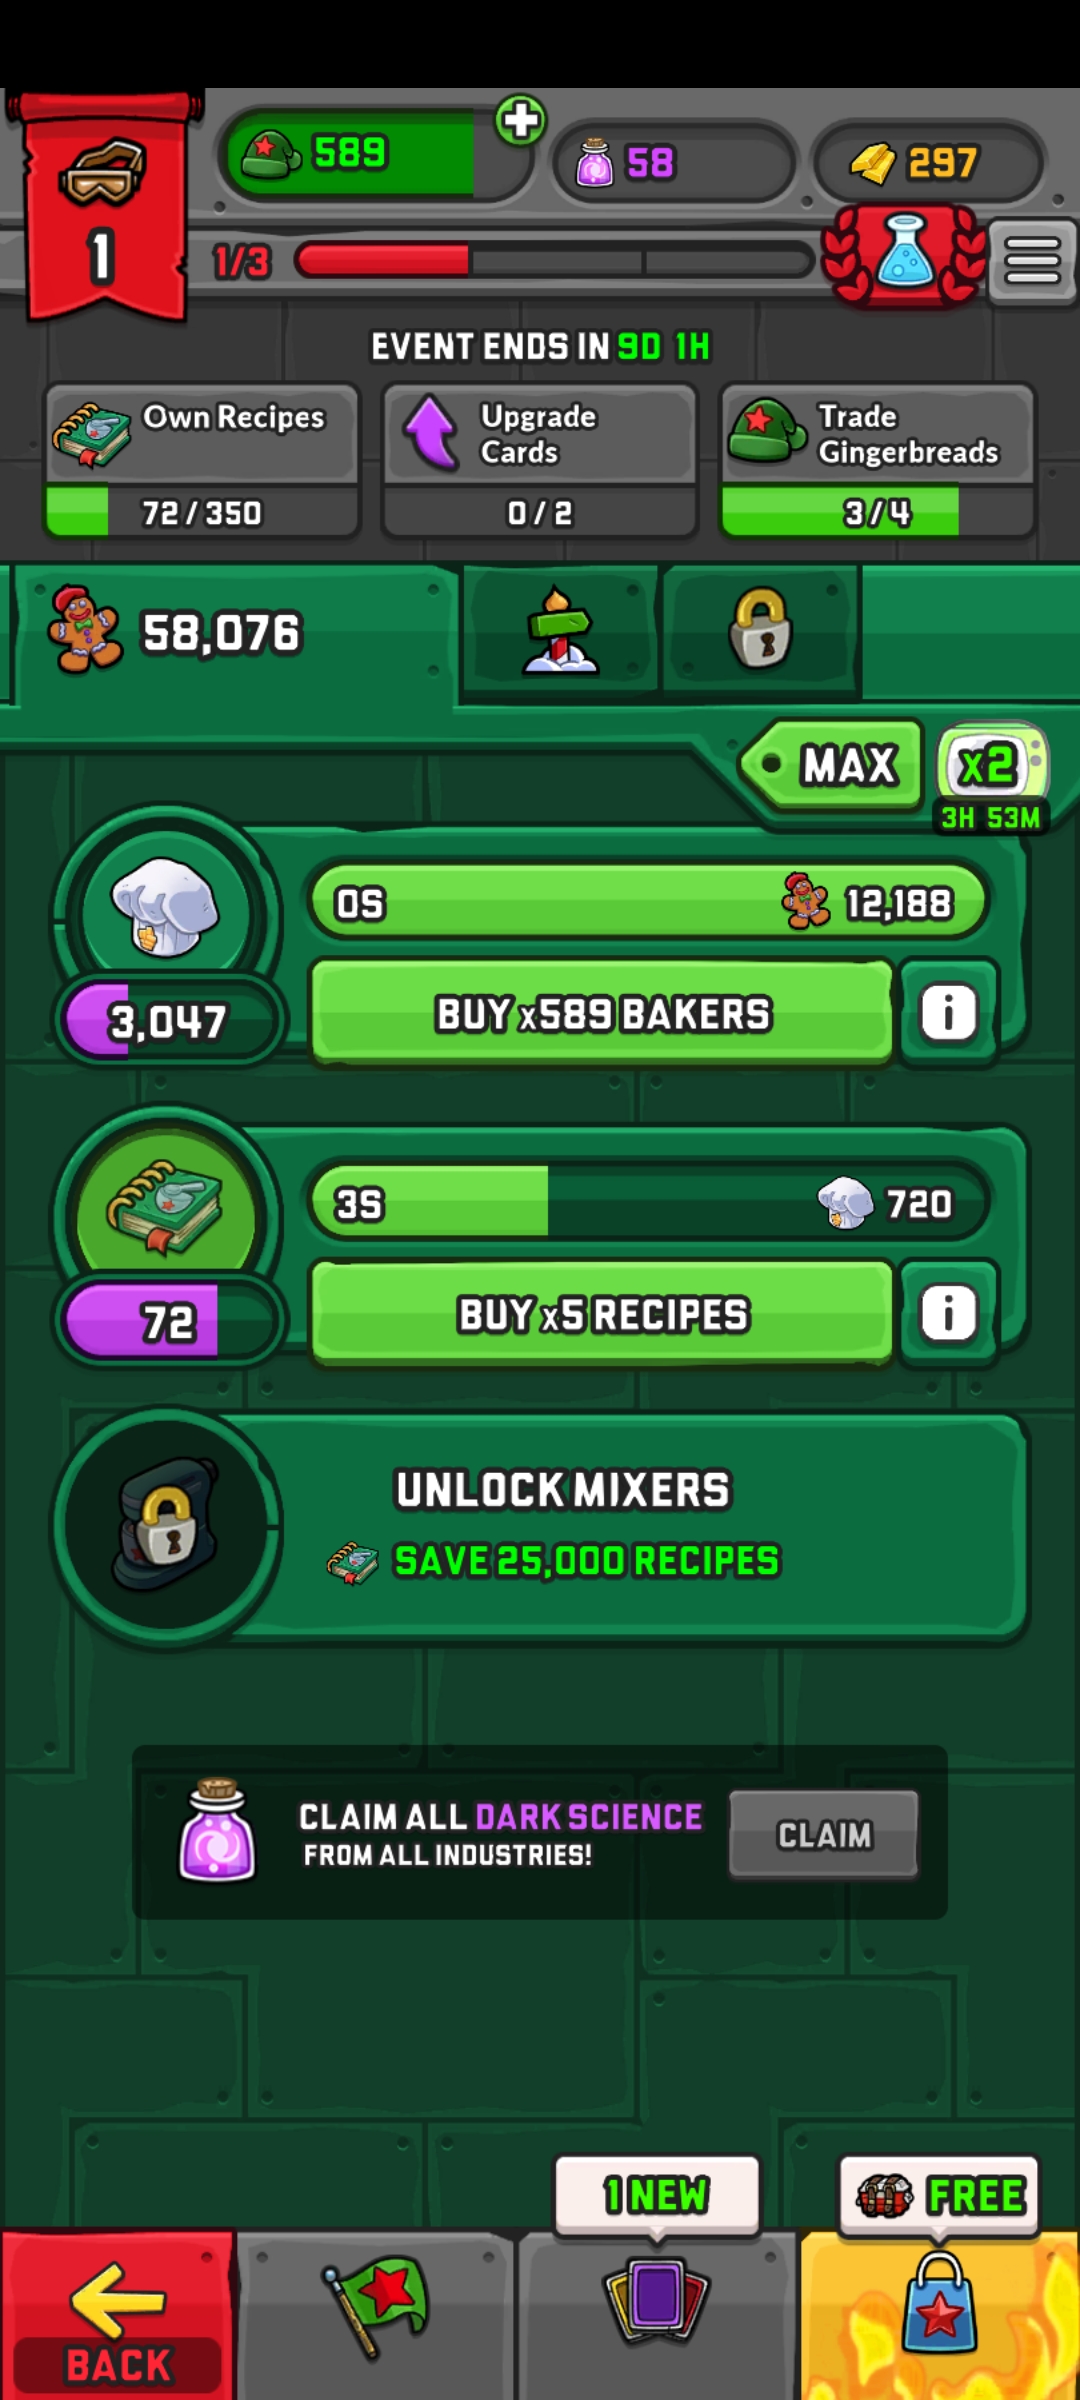 589
58
297
1
1/3
EVENT ENDS IN 9D 1H
Own Recipes
72/350
Upgrade
Cards
0/2
Trade
Gingerbreads
3/4
58,076
MAX
x2
3H 53M
0S
12,188
3,047
BUY x589 BAKERS
i
3S
720
72
BUY x5 RECIPES
i
UNLOCK MIXERS
SAVE 25,000 RECIPES
CLAIM ALL DARK SCIENCE
FROM ALL INDUSTRIES!
CLAIM
1 NEW
FREE
BACK